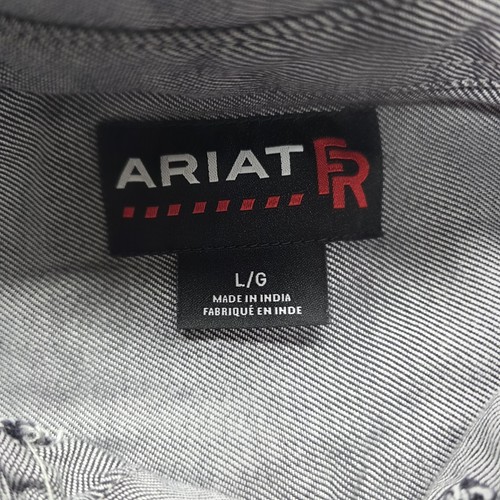 ARIAT FR
L/G
MADE IN INDIA
FABRIQUÉ EN INDE